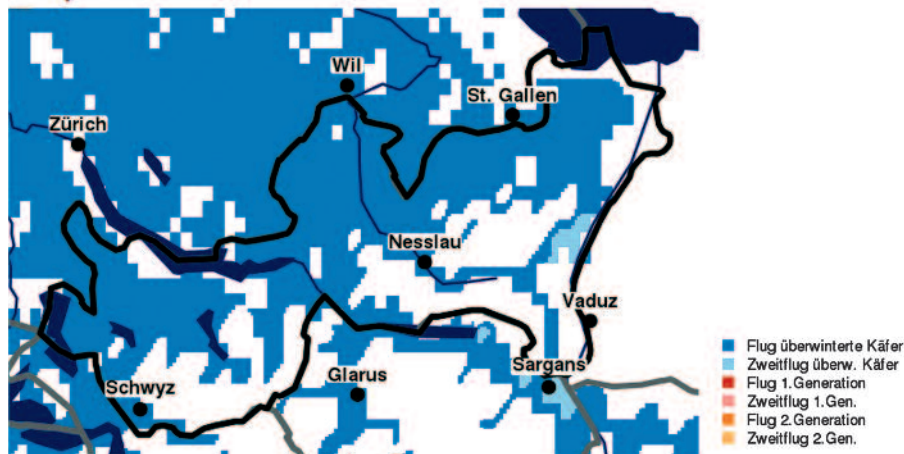 Wil
St. Gallen
Zürich
Nesslau
Vaduz
Sargans
Schwyz
Glarus
Flug überwinterte Käfer
Zweitflug überw. Käfer
Flug 1.Generation
Zweitflug 1.Gen.
Flug 2.Generation
Zweitflug 2.Gen.